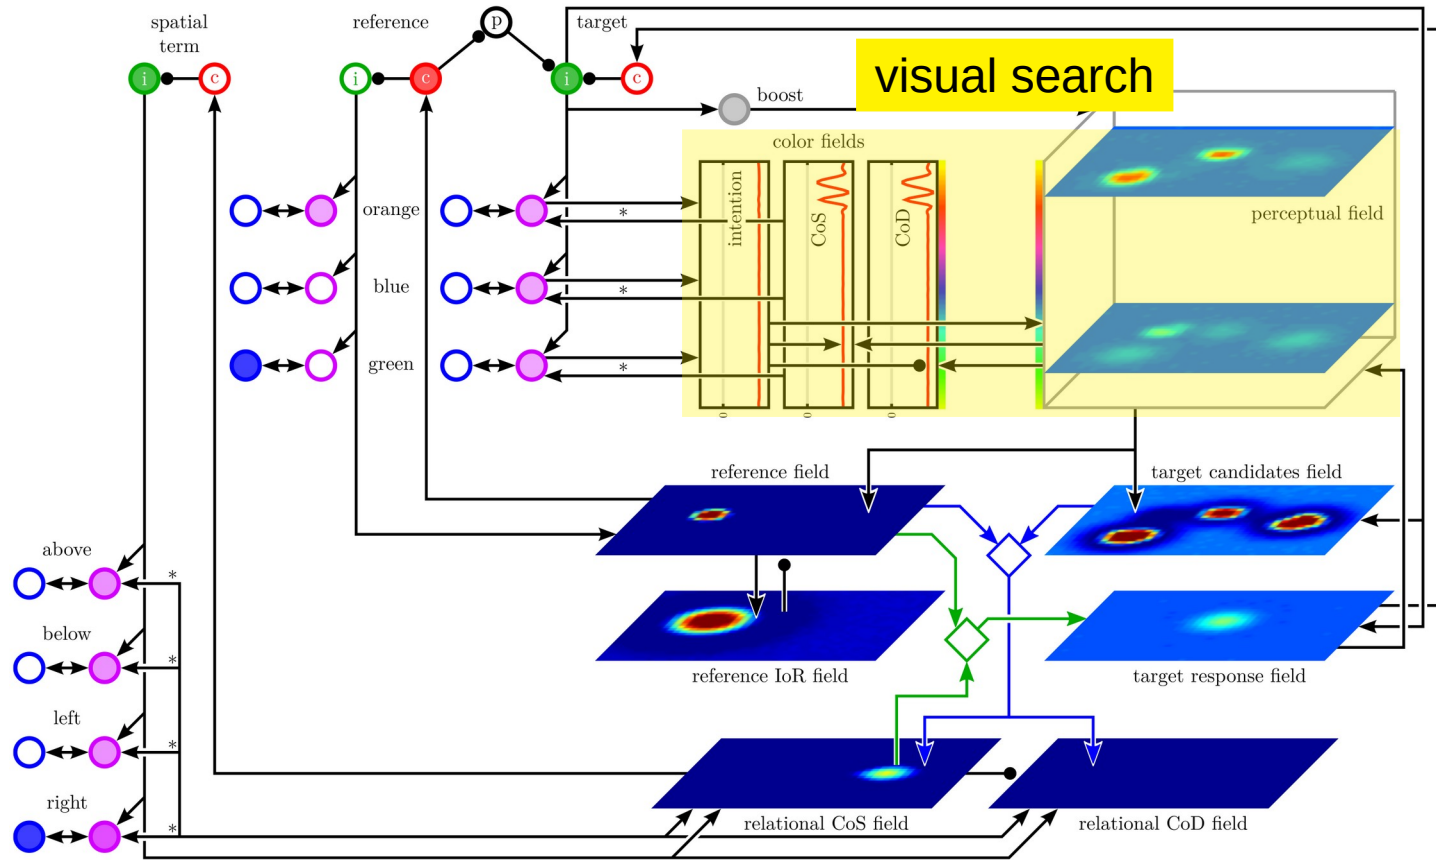 spatial
term
reference
p
target
i
c
i
c
i
c
visual search
boost
color fields
intention
CoS
CoD
perceptual field
orange
*
blue
*
green
*
0
0
0
reference field
target candidates field
above
*
below
*
reference IoR field
target response field
left
*
right
*
relational CoS field
relational CoD field